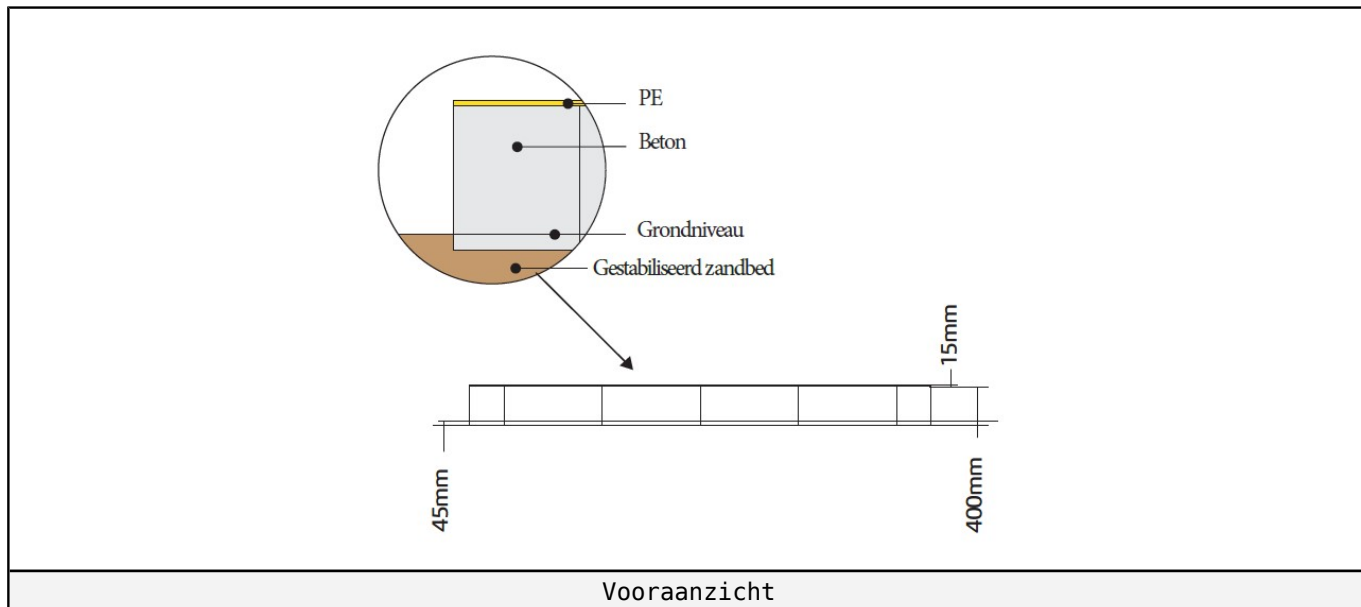 PE
Beton
Grondniveau
Gestabiliseerd zandbed
15mm
45mm
400mm
Vooraanzicht